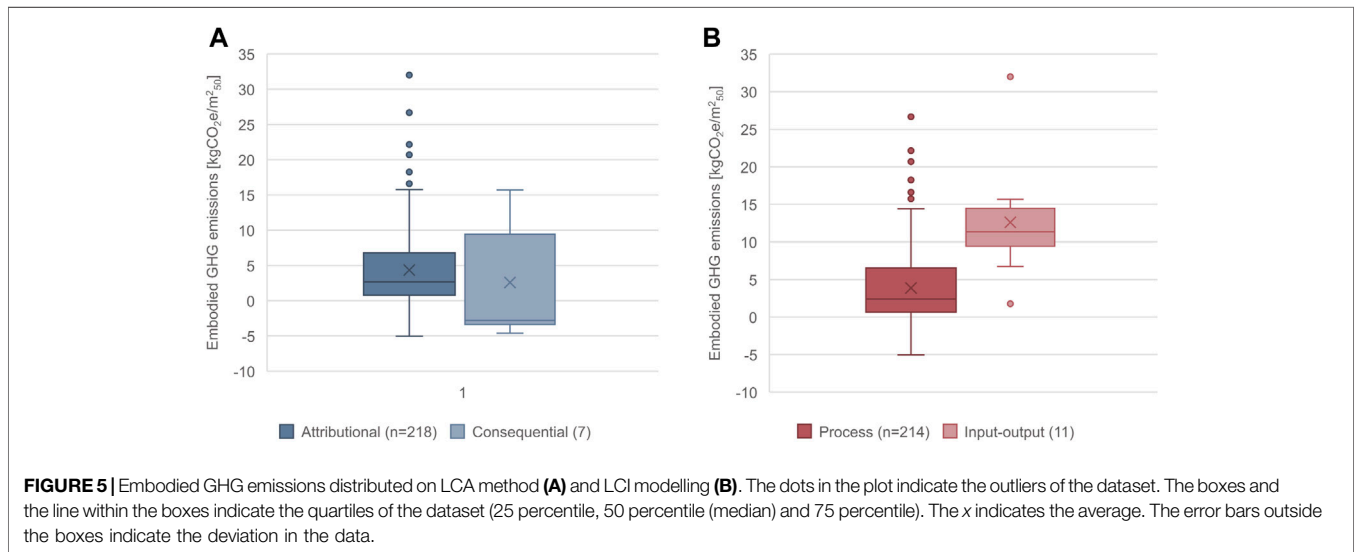 A
Embodied GHG emissions [kgCO₂e/m²₅₀]
35
30
25
20
15
10
5
0
-5
-10
1
Attributional (n=218) Consequential (7)
B
Embodied GHG emissions [kgCO₂e/m²₅₀]
35
30
25
20
15
10
5
0
-5
-10
Process (n=214) Input-output (11)
FIGURE 5 | Embodied GHG emissions distributed on LCA method (A) and LCI modelling (B). The dots in the plot indicate the outliers of the dataset. The boxes and
the line within the boxes indicate the quartiles of the dataset (25 percentile, 50 percentile (median) and 75 percentile). The x indicates the average. The error bars outside
the boxes indicate the deviation in the data.